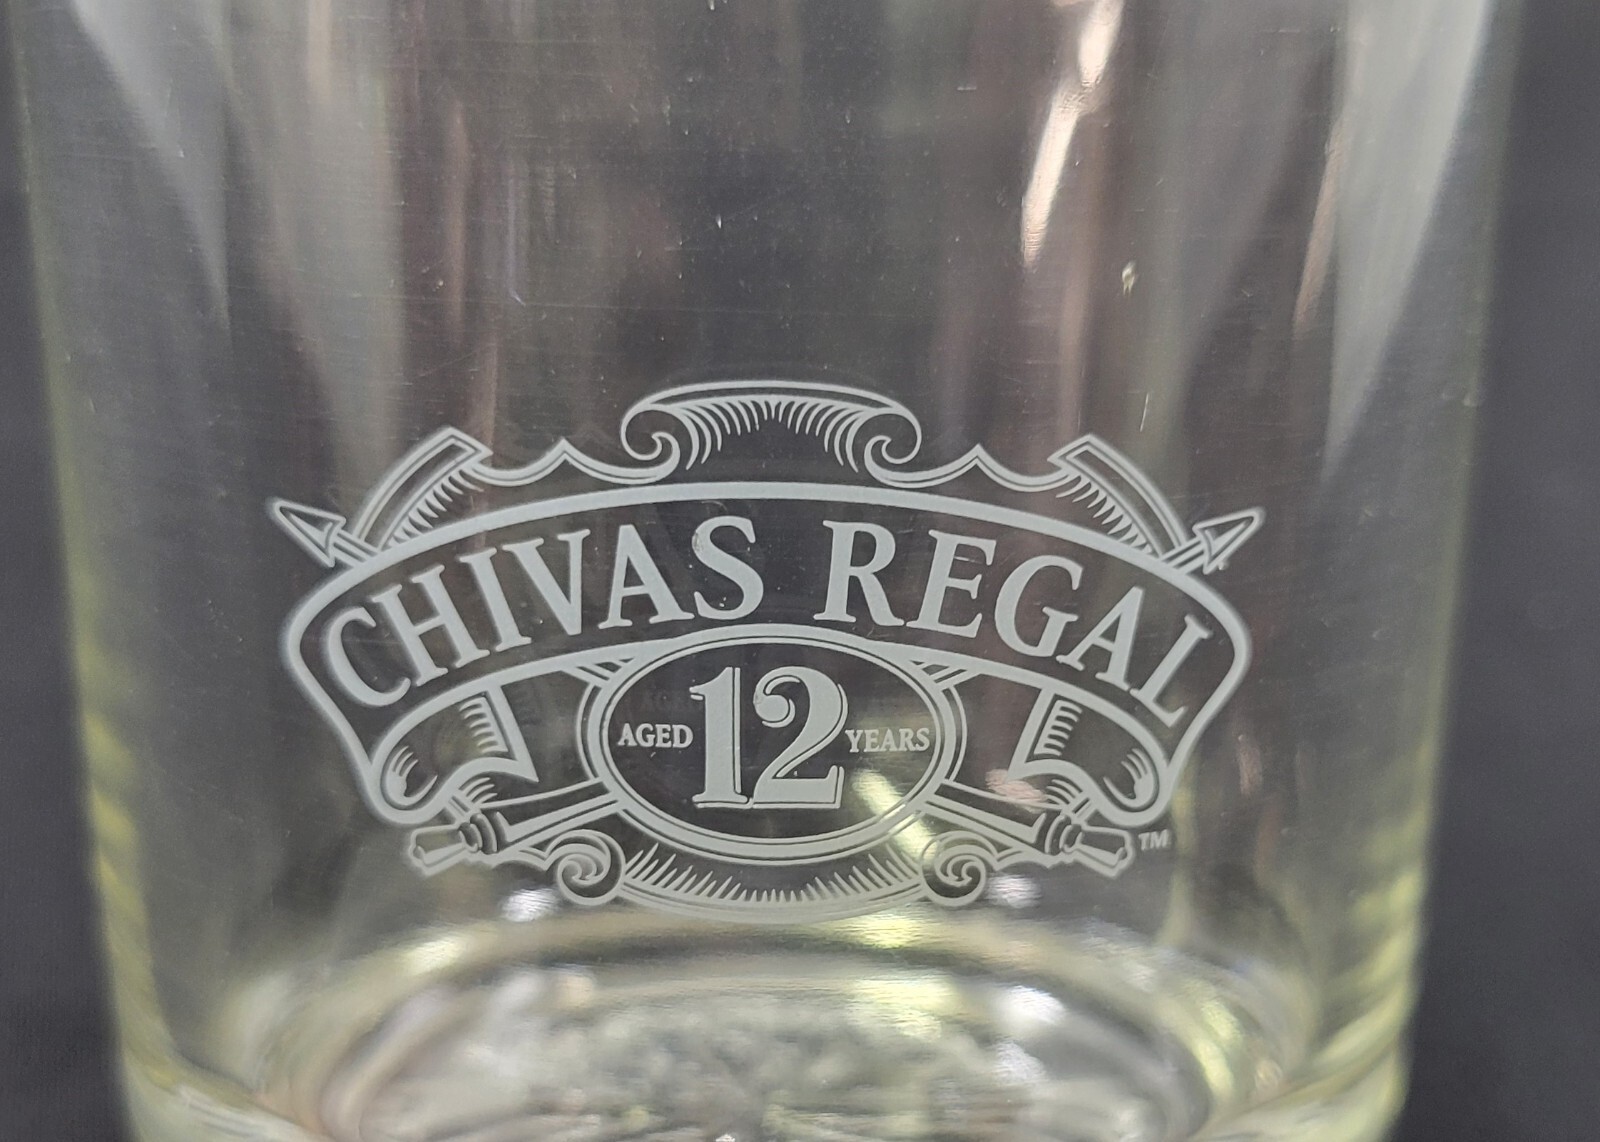 CHIVAS REGAL
AGED 12 YEARS
™